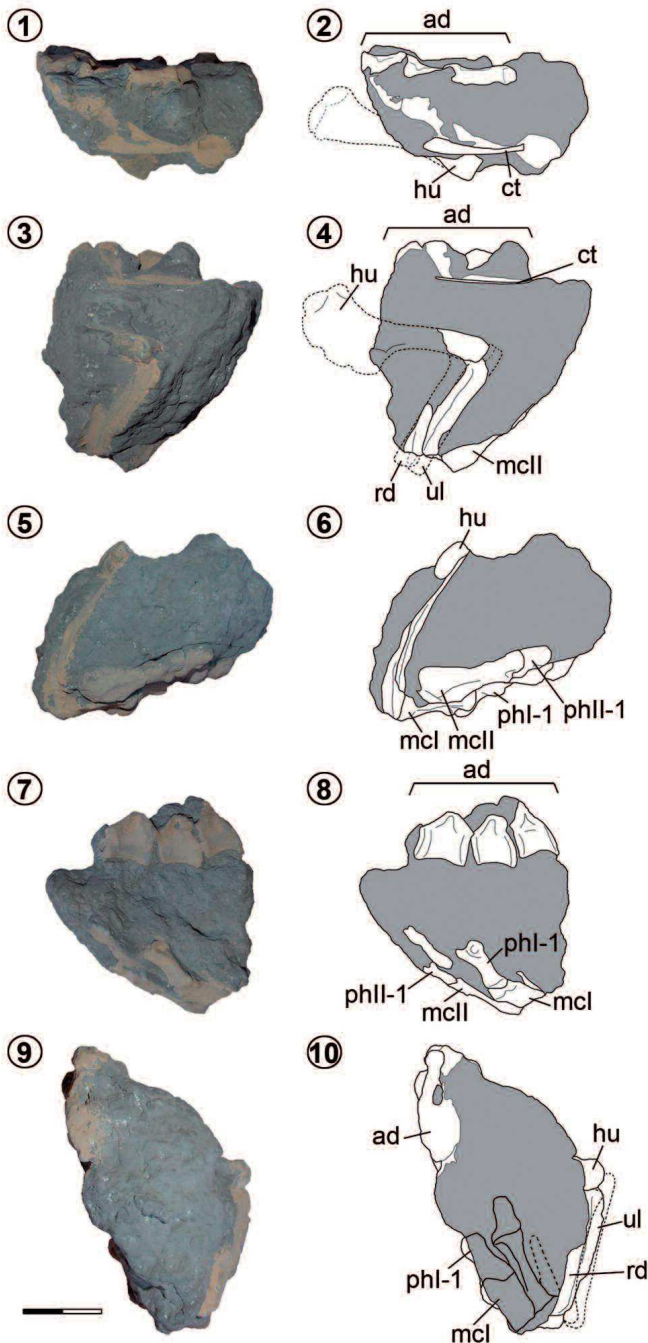 1 2
ad
hu ct
3 4
ad
hu ct
rd ul mcII
5 6
hu
mcI mcII phI-1 phII-1
7 8
ad
phI-1
phII-1 mcII mcI
9 10
ad hu
ul
phI-1 rd
mcI